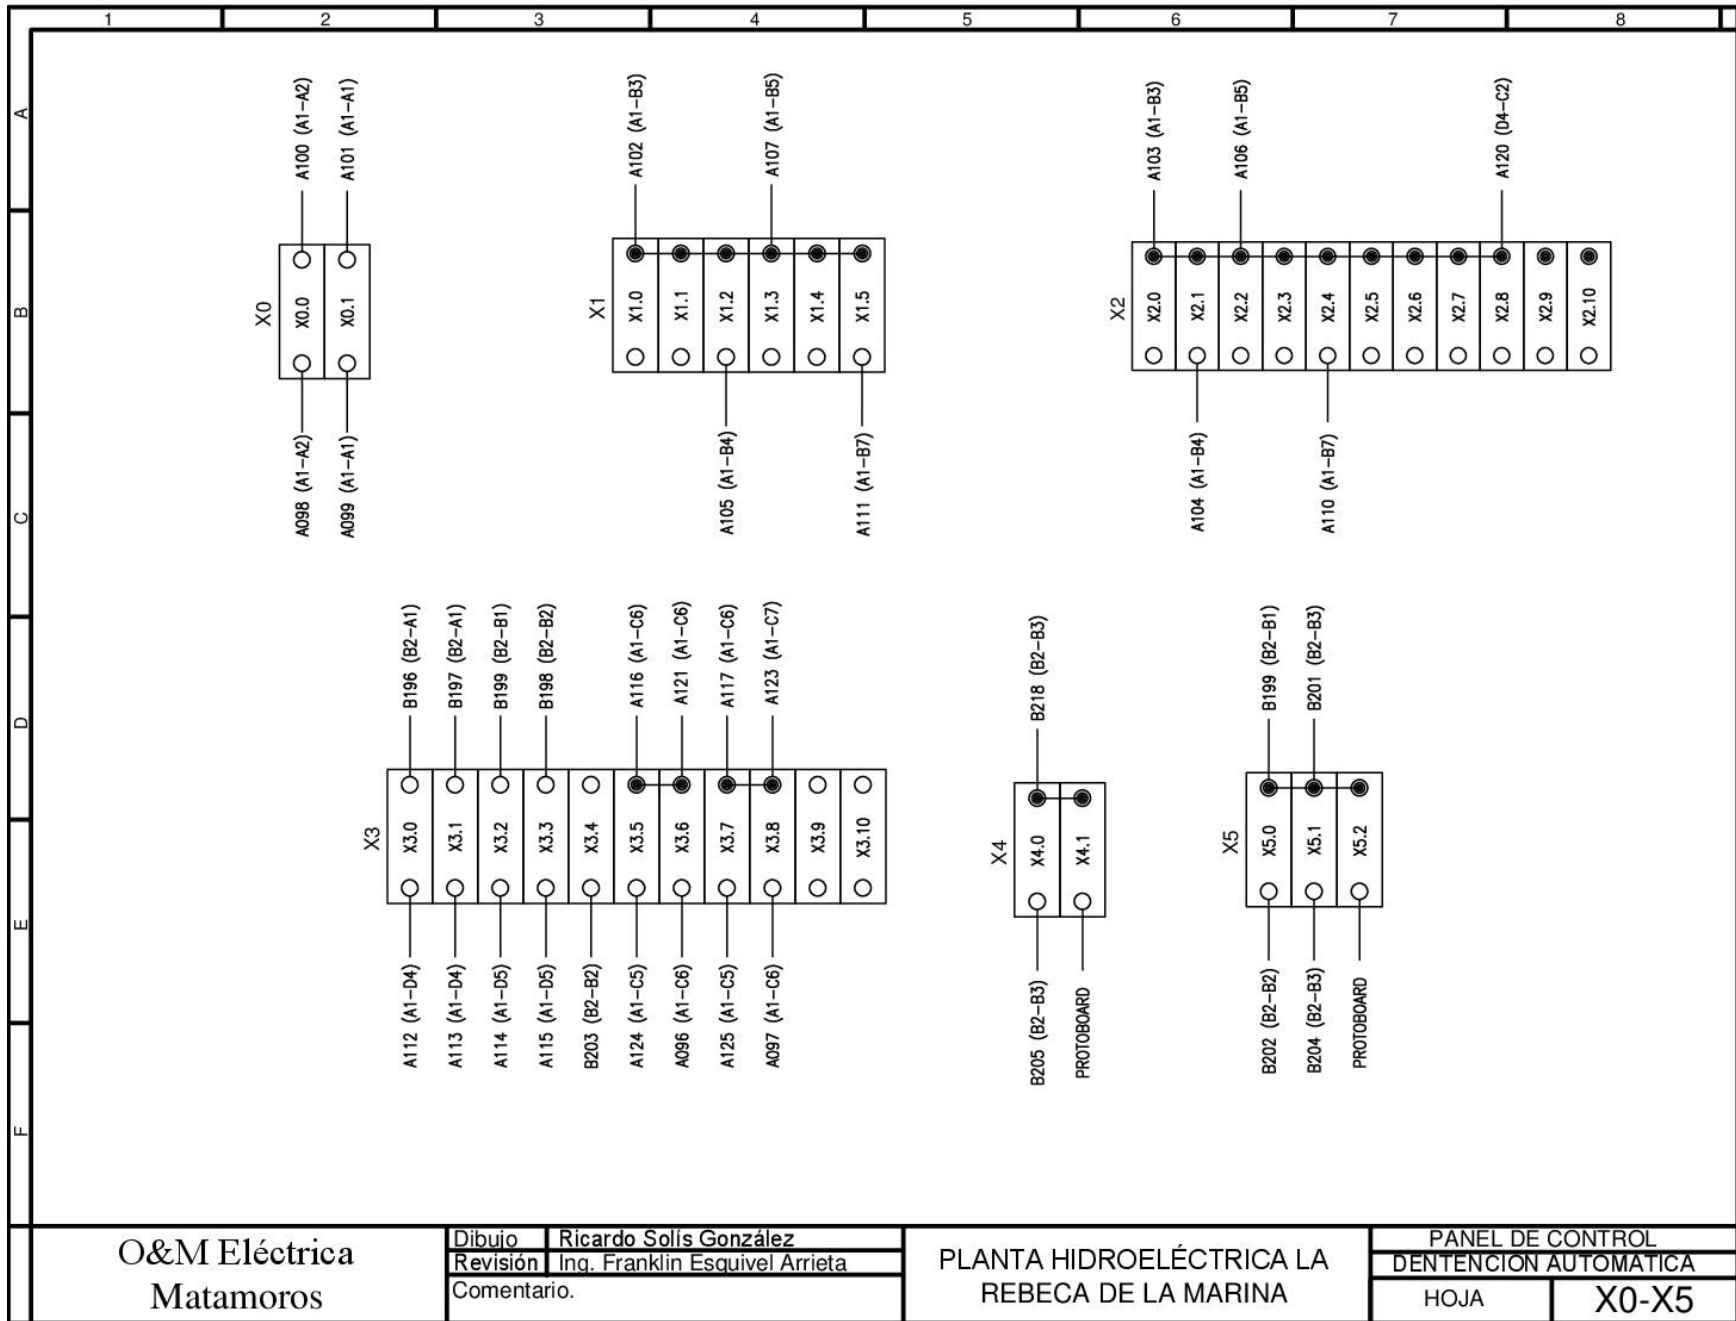 1 2 3 4 5 6 7 8
A
B
C
D
E
F
A100 (A1-A2)
A101 (A1-A1)
X0
X0.0
X0.1
A098 (A1-A2)
A099 (A1-A1)
A102 (A1-B3)
A107 (A1-B5)
X1
X1.0
X1.1
X1.2
X1.3
X1.4
X1.5
A105 (A1-B4)
A111 (A1-B7)
A103 (A1-B3)
A106 (A1-B5)
A120 (D4-C2)
X2
X2.0
X2.1
X2.2
X2.3
X2.4
X2.5
X2.6
X2.7
X2.8
X2.9
X2.10
A104 (A1-B4)
A110 (A1-B7)
B196 (B2-A1)
B197 (B2-A1)
B199 (B2-B1)
B198 (B2-B2)
A116 (A1-C6)
A121 (A1-C6)
A117 (A1-C6)
A123 (A1-C7)
X3
X3.0
X3.1
X3.2
X3.3
X3.4
X3.5
X3.6
X3.7
X3.8
X3.9
X3.10
A112 (A1-D4)
A113 (A1-D4)
A114 (A1-D5)
A115 (A1-D5)
B203 (B2-B2)
A124 (A1-C5)
A096 (A1-C6)
A125 (A1-C5)
A097 (A1-C6)
B218 (B2-B3)
X4
X4.0
X4.1
B205 (B2-B3)
PROTOBOARD
B199 (B2-B1)
B201 (B2-B3)
X5
X5.0
X5.1
X5.2
B202 (B2-B2)
B204 (B2-B3)
PROTOBOARD
O&M Eléctrica
Matamoros
Dibujo Ricardo Solís González
Revisión Ing. Franklin Esquivel Arrieta
Comentario.
PLANTA HIDROELÉCTRICA LA
REBECA DE LA MARINA
PANEL DE CONTROL
DENTENCION AUTOMATICA
HOJA X0-X5